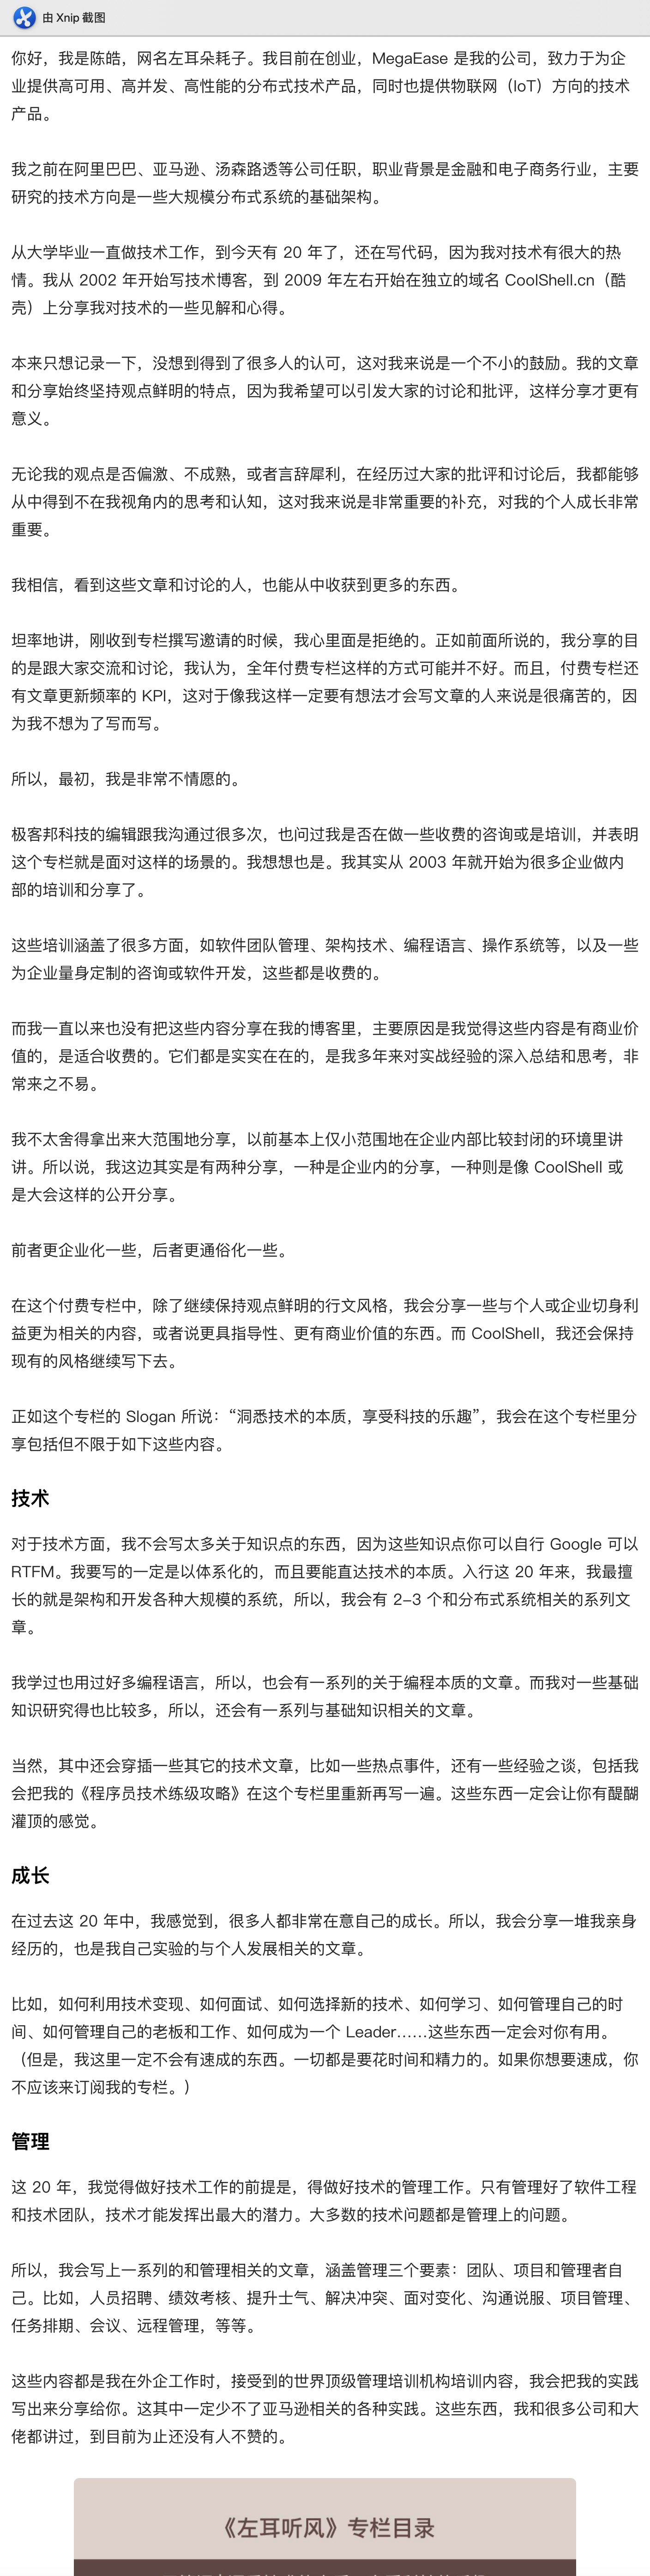 由 Xnip 截图
你好，我是陈皓，网名左耳朵耗子。我目前在创业，MegaEase 是我的公司，致力于为企
业提供高可用、高并发、高性能的分布式技术产品，同时也提供物联网（IoT）方向的技术
产品。
我之前在阿里巴巴、亚马逊、汤森路透等公司任职，职业背景是金融和电子商务行业，主要
研究的技术方向是一些大规模分布式系统的基础架构。
从大学毕业一直做技术工作，到今天有 20 年了，还在写代码，因为我对技术有很大的热
情。我从 2002 年开始写技术博客，到 2009 年左右开始在独立的域名 CoolShell.cn（酷
壳）上分享我对技术的一些见解和心得。
本来只想记录一下，没想到得到了很多人的认可，这对我来说是一个不小的鼓励。我的文章
和分享始终坚持观点鲜明的特点，因为我希望可以引发大家的讨论和批评，这样分享才更有
意义。
无论我的观点是否偏激、不成熟，或者言辞犀利，在经历过大家的批评和讨论后，我都能够
从中得到不在我视角内的思考和认知，这对我来说是非常重要的补充，对我的个人成长非常
重要。
我相信，看到这些文章和讨论的人，也能从中收获到更多的东西。
坦率地讲，刚收到专栏撰写邀请的时候，我心里面是拒绝的。正如前面所说的，我分享的目
的是跟大家交流和讨论，我认为，全年付费专栏这样的方式可能并不好。而且，付费专栏还
有文章更新频率的 KPI，这对于像我这样一定要有想法才会写文章的人来说是很痛苦的，因
为我不想为了写而写。
所以，最初，我是非常不情愿的。
极客邦科技的编辑跟我沟通过很多次，也问过我是否在做一些收费的咨询或是培训，并表明
这个专栏就是面对这样的场景的。我想想也是。我其实从 2003 年就开始为很多企业做内
部的培训和分享了。
这些培训涵盖了很多方面，如软件团队管理、架构技术、编程语言、操作系统等，以及一些
为企业量身定制的咨询或软件开发，这些都是收费的。
而我一直以来也没有把这些内容分享在我的博客里，主要原因是我觉得这些内容是有商业价
值的，是适合收费的。它们都是实实在在的，是我多年来对实战经验的深入总结和思考，非
常来之不易。
我不太舍得拿出来大范围地分享，以前基本上仅小范围地在企业内部比较封闭的环境里讲
讲。所以说，我这边其实是有两种分享，一种是企业内的分享，一种则是像 CoolShell 或
是大会这样的公开分享。
前者更企业化一些，后者更通俗化一些。
在这个付费专栏中，除了继续保持观点鲜明的行文风格，我会分享一些与个人或企业切身利
益更为相关的内容，或者说更具指导性、更有商业价值的东西。而 CoolShell，我还会保持
现有的风格继续写下去。
正如这个专栏的 Slogan 所说：“洞悉技术的本质，享受科技的乐趣”，我会在这个专栏里分
享包括但不限于如下这些内容。
技术
对于技术方面，我不会写太多关于知识点的东西，因为这些知识点你可以自行 Google 可以
RTFM。我要写的一定是以体系化的，而且要能直达技术的本质。入行这 20 年来，我最擅
长的就是架构和开发各种大规模的系统，所以，我会有 2-3 个和分布式系统相关的系列文
章。
我学过也用过好多编程语言，所以，也会有一系列的关于编程本质的文章。而我对一些基础
知识研究得也比较多，所以，还会有一系列与基础知识相关的文章。
当然，其中还会穿插一些其它的技术文章，比如一些热点事件，还有一些经验之谈，包括我
会把我的《程序员技术练级攻略》在这个专栏里重新再写一遍。这些东西一定会让你有醍醐
灌顶的感觉。
成长
在过去这 20 年中，我感觉到，很多人都非常在意自己的成长。所以，我会分享一堆我亲身
经历的，也是我自己实验的与个人发展相关的文章。
比如，如何利用技术变现、如何面试、如何选择新的技术、如何学习、如何管理自己的时
间、如何管理自己的老板和工作、如何成为一个 Leader……这些东西一定会对你有用。
（但是，我这里一定不会有速成的东西。一切都是要花时间和精力的。如果你想要速成，你
不应该来订阅我的专栏。）
管理
这 20 年，我觉得做好技术工作的前提是，得做好技术的管理工作。只有管理好了软件工程
和技术团队，技术才能发挥出最大的潜力。大多数的技术问题都是管理上的问题。
所以，我会写上一系列的和管理相关的文章，涵盖管理三个要素：团队、项目和管理者自
己。比如，人员招聘、绩效考核、提升士气、解决冲突、面对变化、沟通说服、项目管理、
任务排期、会议、远程管理，等等。
这些内容都是我在外企工作时，接受到的世界顶级管理培训机构培训内容，我会把我的实践
写出来分享给你。这其中一定少不了亚马逊相关的各种实践。这些东西，我和很多公司和大
佬都讲过，到目前为止还没有人不赞的。
《左耳听风》专栏目录